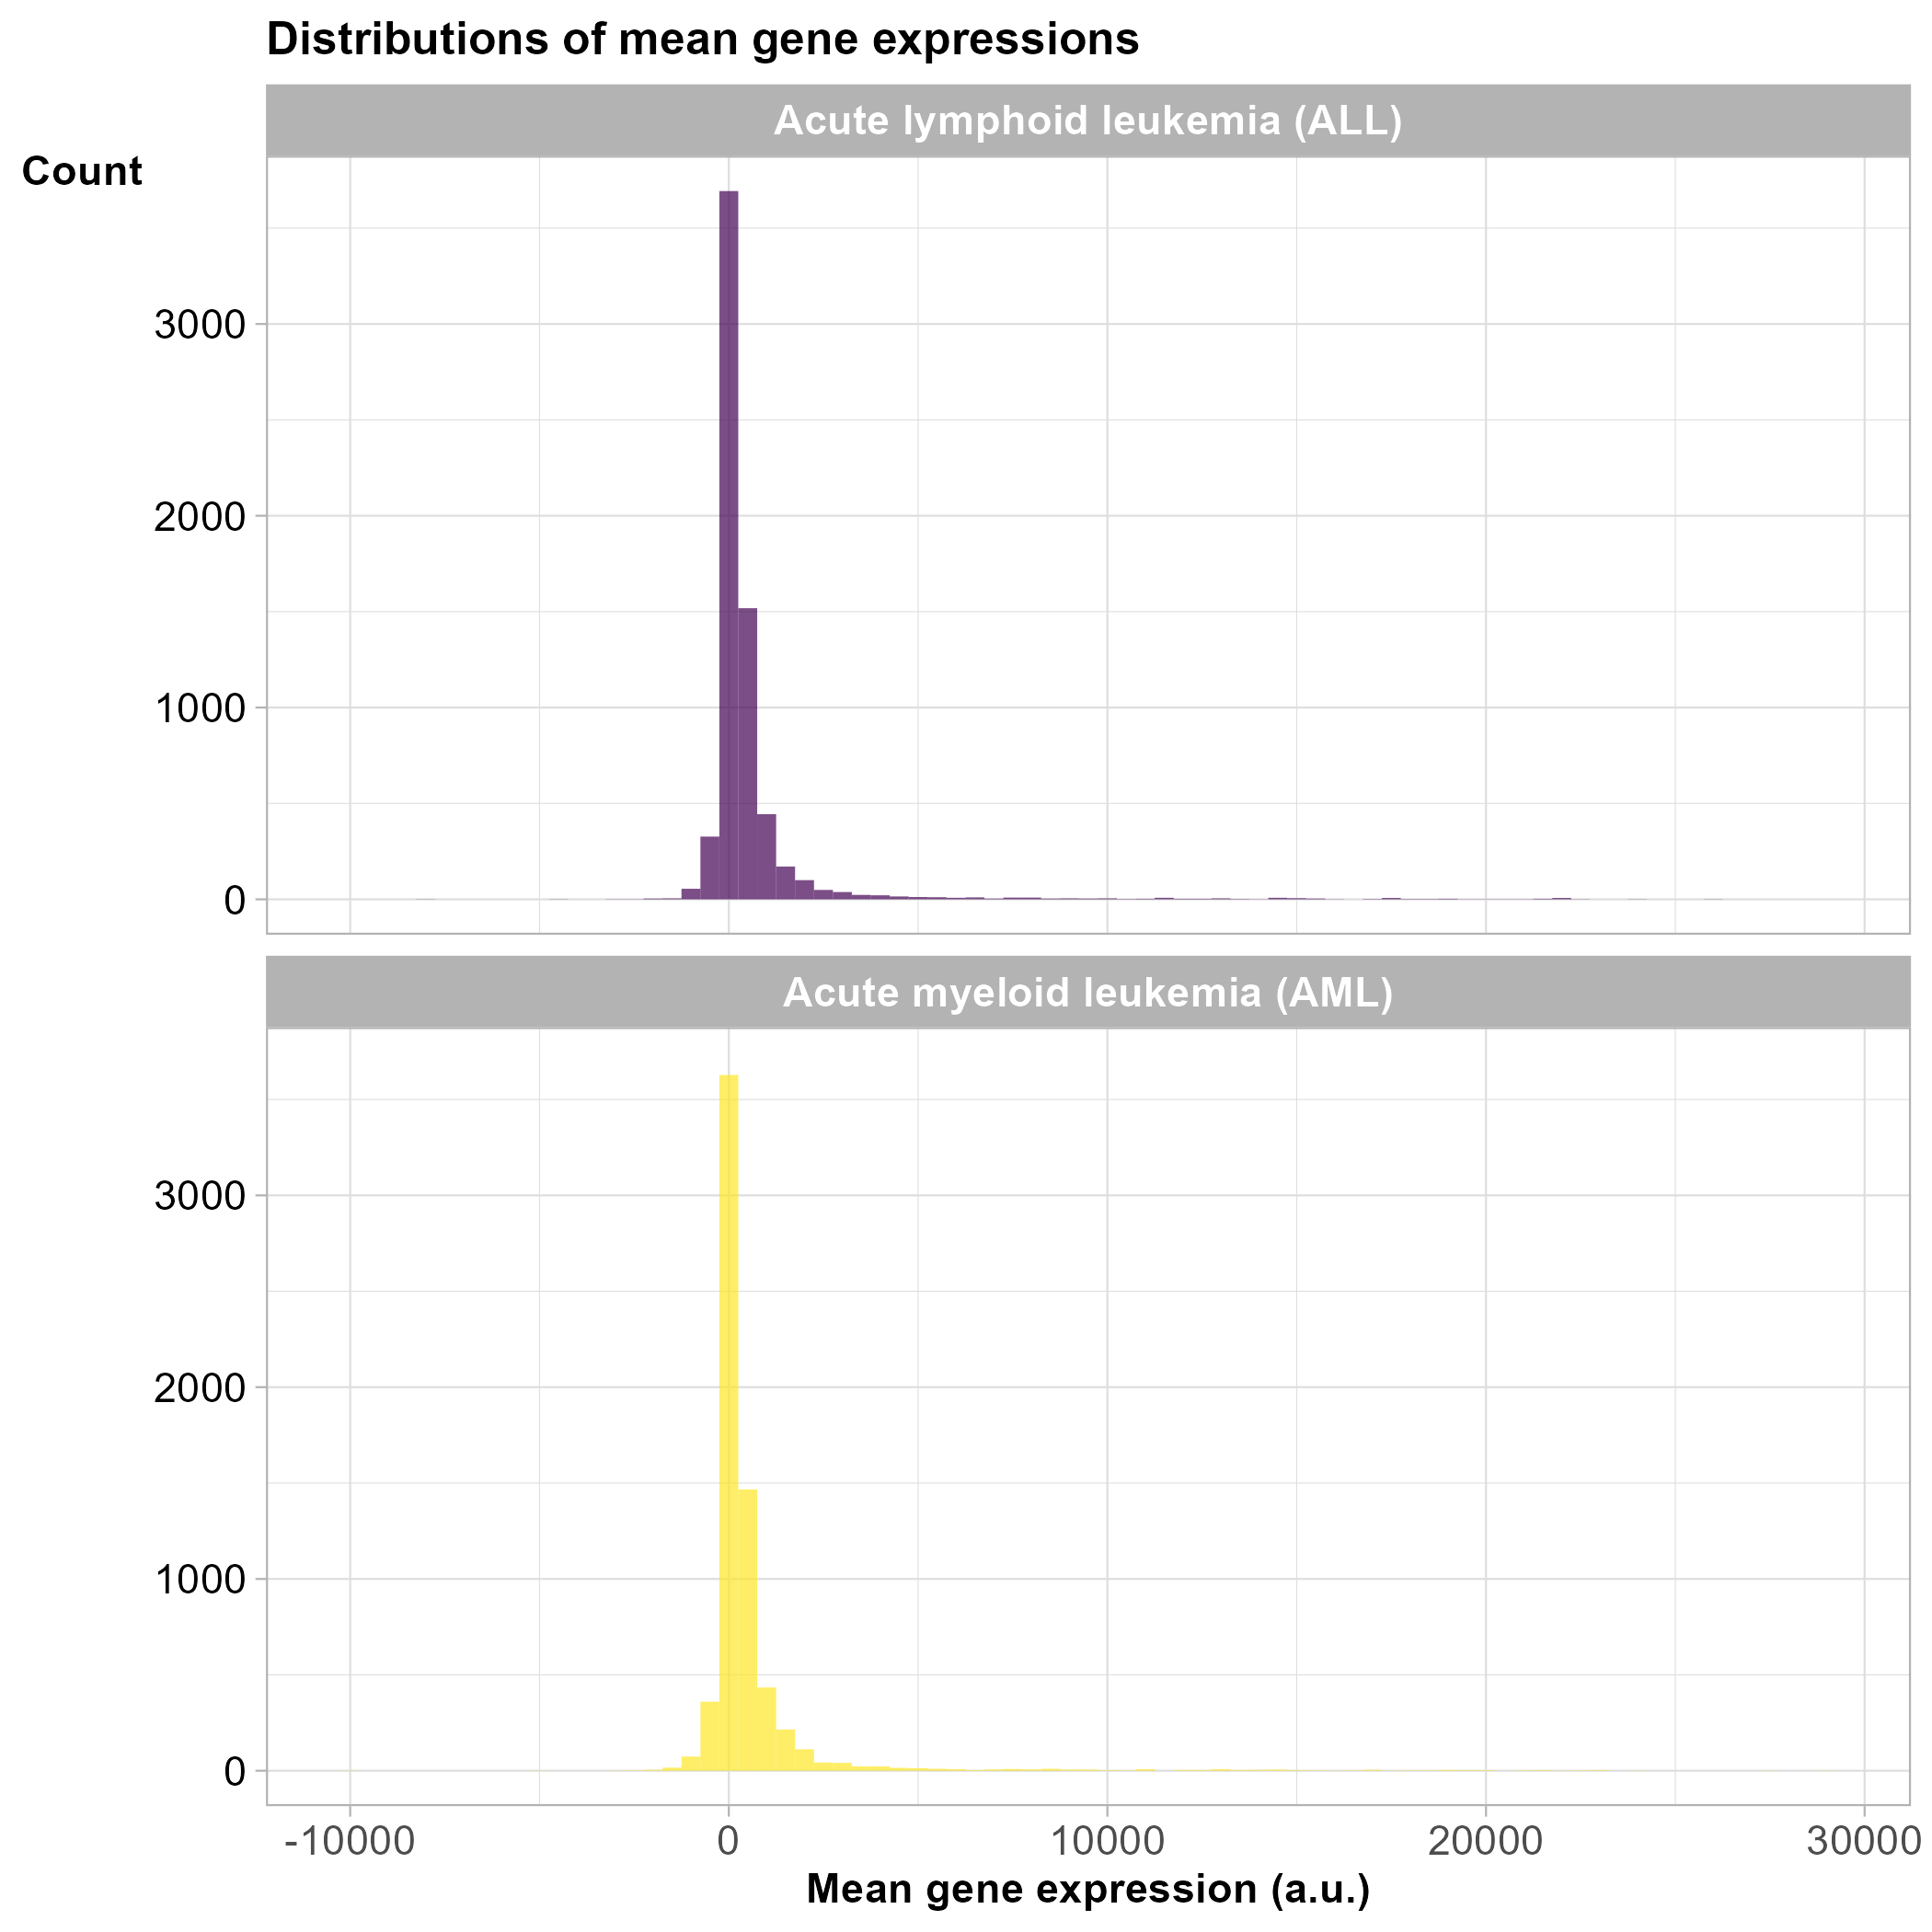 Distributions of mean gene expressions
Acute lymphoid leukemia (ALL)
Count
3000
2000
1000
0
Acute myeloid leukemia (AML)
3000
2000
1000
0
-10000 0 10000 20000 30000
Mean gene expression (a.u.)